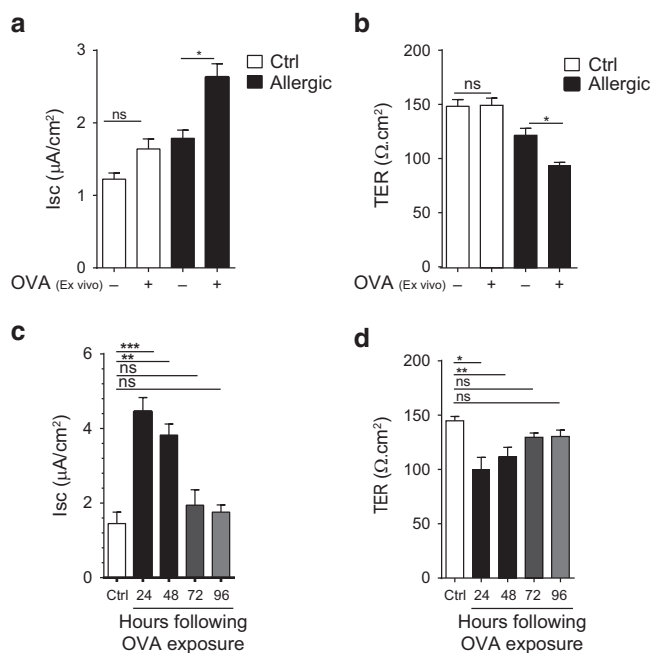 a
3
2
1
0
Isc (µA/cm²)
ns
*
Ctrl
Allergic
OVA (Ex vivo) – + – +
b
200
150
100
50
0
TER (Ω.cm²)
ns
*
Ctrl
Allergic
OVA (Ex vivo) – + – +
c
6
4
2
0
Isc (µA/cm²)
***
**
ns
ns
Ctrl 24 48 72 96
Hours following
OVA exposure
d
200
150
100
50
0
TER (Ω.cm²)
*
**
ns
ns
Ctrl 24 48 72 96
Hours following
OVA exposure